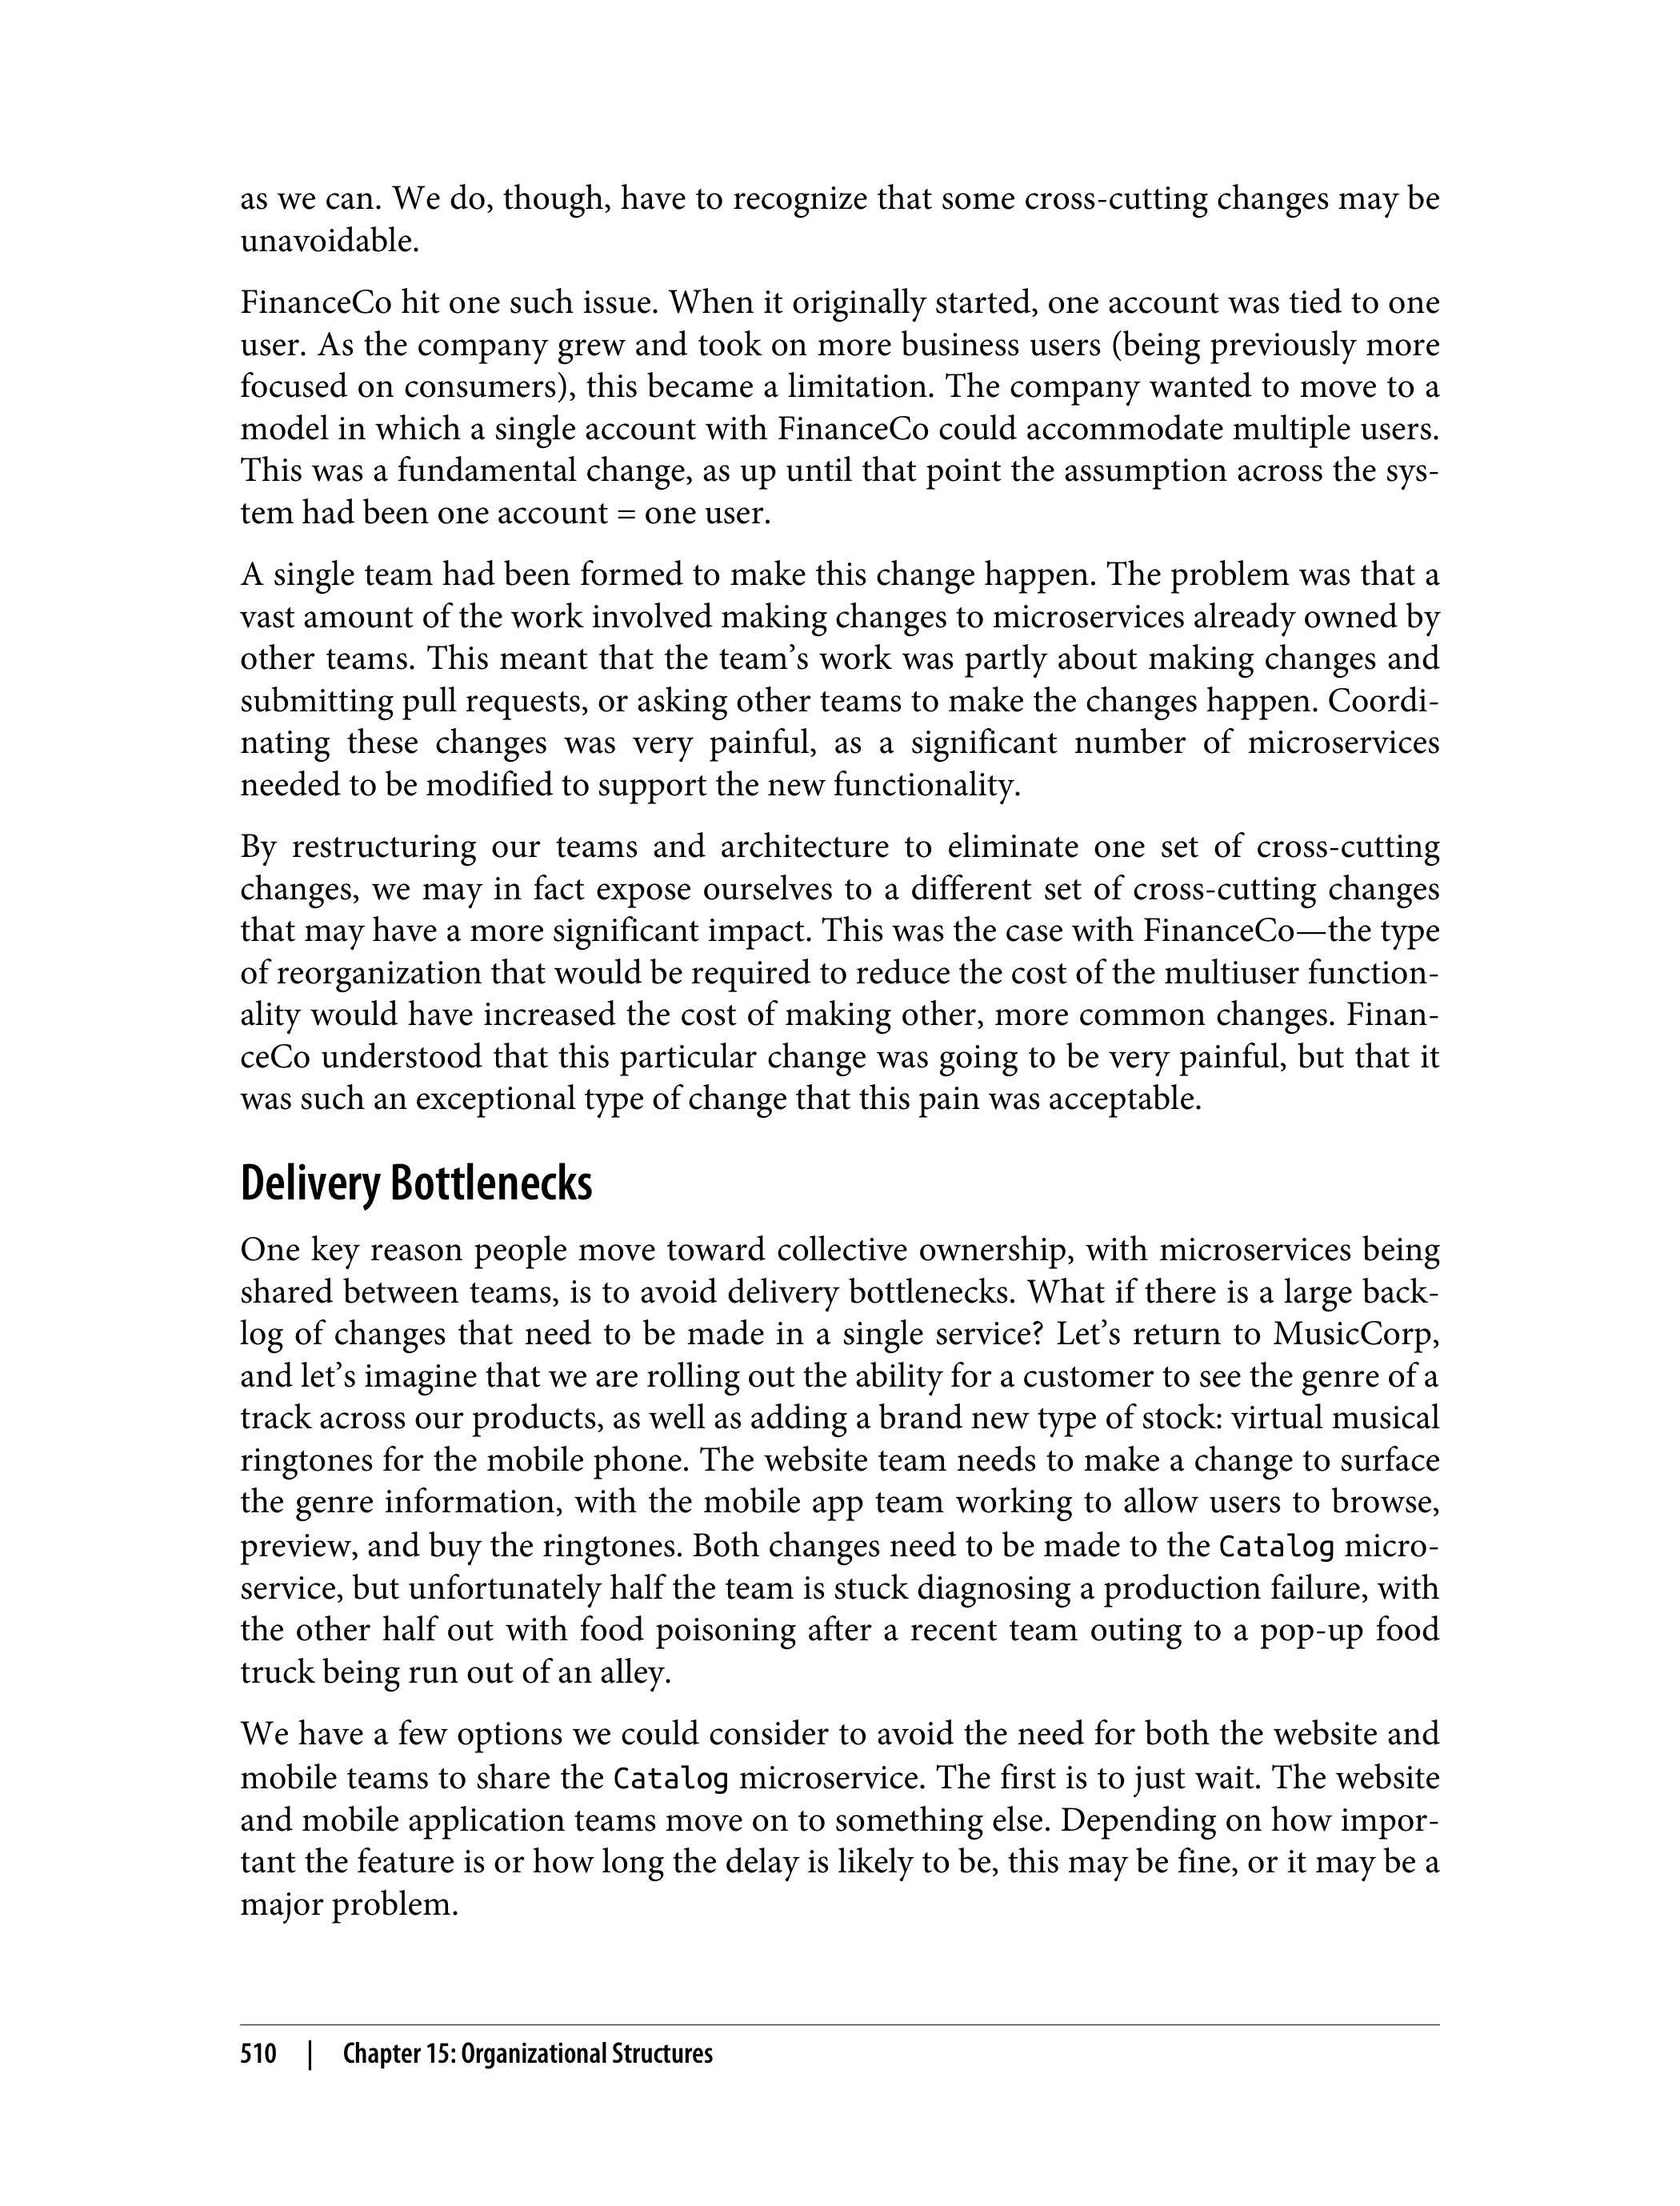 as we can. We do, though, have to recognize that some cross-cutting changes may be
unavoidable.
FinanceCo hit one such issue. When it originally started, one account was tied to one
user. As the company grew and took on more business users (being previously more
focused on consumers), this became a limitation. The company wanted to move to a
model in which a single account with FinanceCo could accommodate multiple users.
This was a fundamental change, as up until that point the assumption across the sys-
tem had been one account = one user.
A single team had been formed to make this change happen. The problem was that a
vast amount of the work involved making changes to microservices already owned by
other teams. This meant that the team’s work was partly about making changes and
submitting pull requests, or asking other teams to make the changes happen. Coordi-
nating these changes was very painful, as a significant number of microservices
needed to be modified to support the new functionality.
By restructuring our teams and architecture to eliminate one set of cross-cutting
changes, we may in fact expose ourselves to a different set of cross-cutting changes
that may have a more significant impact. This was the case with FinanceCo—the type
of reorganization that would be required to reduce the cost of the multiuser function-
ality would have increased the cost of making other, more common changes. Finan-
ceCo understood that this particular change was going to be very painful, but that it
was such an exceptional type of change that this pain was acceptable.
Delivery Bottlenecks
One key reason people move toward collective ownership, with microservices being
shared between teams, is to avoid delivery bottlenecks. What if there is a large back-
log of changes that need to be made in a single service? Let’s return to MusicCorp,
and let’s imagine that we are rolling out the ability for a customer to see the genre of a
track across our products, as well as adding a brand new type of stock: virtual musical
ringtones for the mobile phone. The website team needs to make a change to surface
the genre information, with the mobile app team working to allow users to browse,
preview, and buy the ringtones. Both changes need to be made to the Catalog micro-
service, but unfortunately half the team is stuck diagnosing a production failure, with
the other half out with food poisoning after a recent team outing to a pop-up food
truck being run out of an alley.
We have a few options we could consider to avoid the need for both the website and
mobile teams to share the Catalog microservice. The first is to just wait. The website
and mobile application teams move on to something else. Depending on how impor-
tant the feature is or how long the delay is likely to be, this may be fine, or it may be a
major problem.
510 | Chapter 15: Organizational Structures